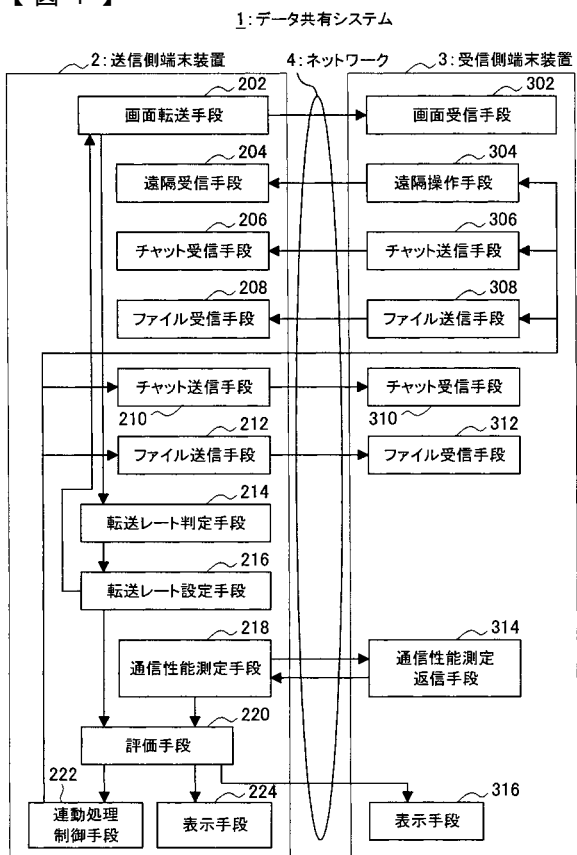 【図1】
1:データ共有システム
2:送信側端末装置
4:ネットワーク
3:受信側端末装置
202
画面転送手段
302
画面受信手段
204
遠隔受信手段
304
遠隔操作手段
206
チャット受信手段
306
チャット送信手段
208
ファイル受信手段
308
ファイル送信手段
チャット送信手段
210
チャット受信手段
310
212
ファイル送信手段
312
ファイル受信手段
214
転送レート判定手段
216
転送レート設定手段
218
通信性能測定手段
314
通信性能測定
返信手段
220
評価手段
222
連動処理
制御手段
224
表示手段
316
表示手段